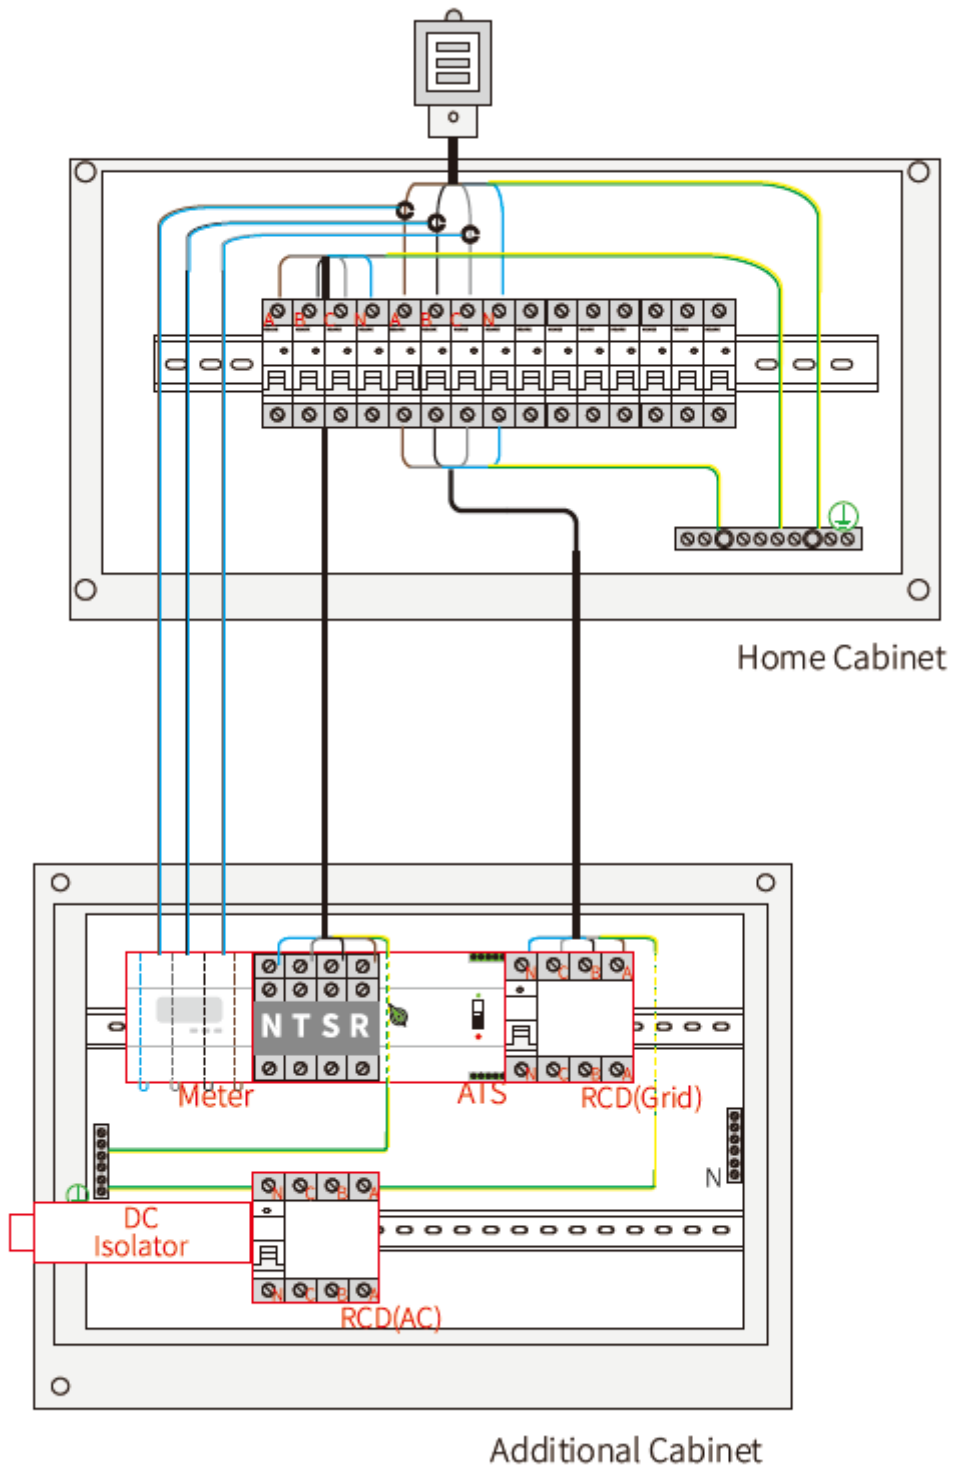 A B C N A B C N
Home Cabinet
N T S R
N C B A
N C B A
Meter
ATS
RCD(Grid)
N
N C B A
DC
Isolator
N C B A
RCD(AC)
Additional Cabinet